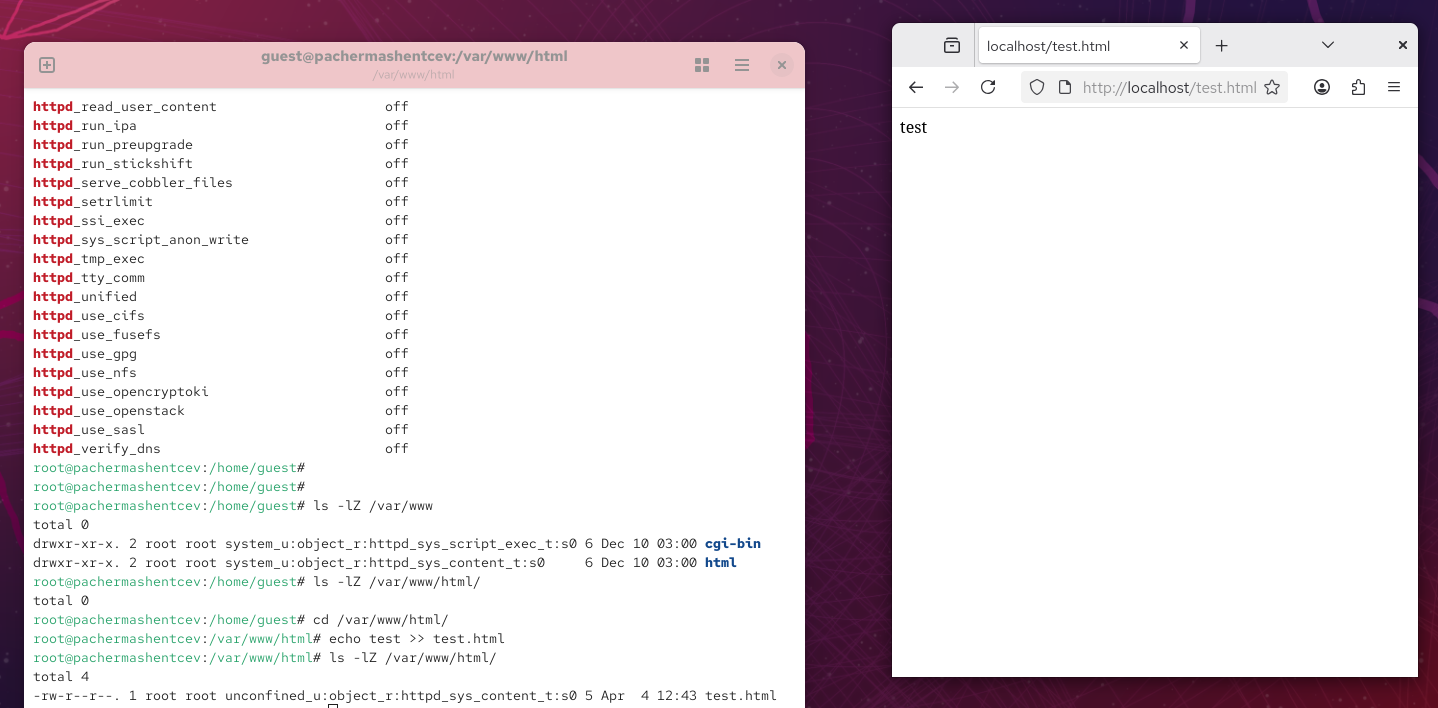 guest@pachermashentcev:/var/www/html
/var/www/html
httpd_read_user_content off
httpd_run_ipa off
httpd_run_preupgrade off
httpd_run_stickshift off
httpd_serve_cobbler_files off
httpd_setrlimit off
httpd_ssi_exec off
httpd_sys_script_anon_write off
httpd_tmp_exec off
httpd_tty_comm off
httpd_unified off
httpd_use_cifs off
httpd_use_fusefs off
httpd_use_gpg off
httpd_use_nfs off
httpd_use_opencryptoki off
httpd_use_openstack off
httpd_use_sasl off
httpd_verify_dns off
root@pachermashentcev:/home/guest#
root@pachermashentcev:/home/guest#
root@pachermashentcev:/home/guest# ls -lZ /var/www
total 0
drwxr-xr-x. 2 root root system_u:object_r:httpd_sys_script_exec_t:s0 6 Dec 10 03:00 cgi-bin
drwxr-xr-x. 2 root root system_u:object_r:httpd_sys_content_t:s0 6 Dec 10 03:00 html
root@pachermashentcev:/home/guest# ls -lZ /var/www/html/
total 0
root@pachermashentcev:/home/guest# cd /var/www/html/
root@pachermashentcev:/var/www/html# echo test >> test.html
root@pachermashentcev:/var/www/html# ls -lZ /var/www/html/
total 4
-rw-r--r--. 1 root root unconfined_u:object_r:httpd_sys_content_t:s0 5 Apr 4 12:43 test.html
localhost/test.html
http://localhost/test.html
test